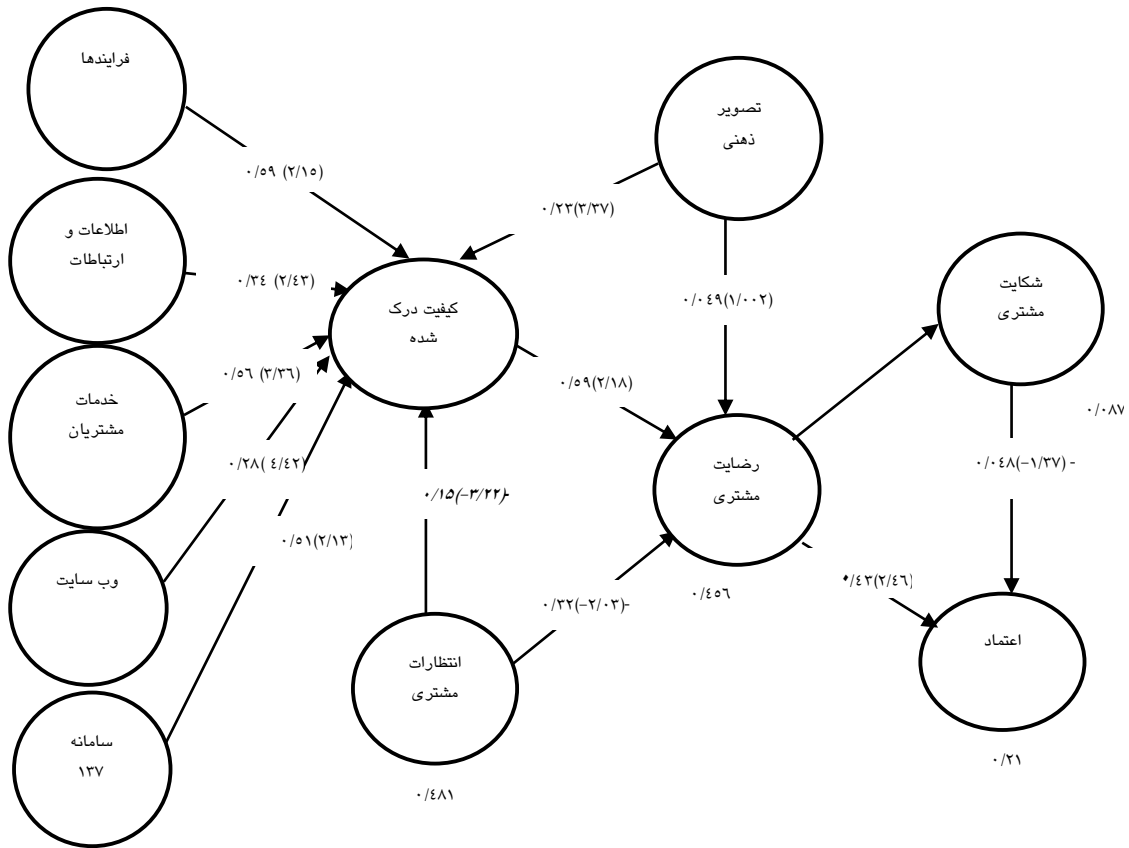 فرایندها
تصویر
ذهنی
۰/۵۹ (۲/۱۵)
۰/۲۳(۳/۳۷)
اطلاعات و
ارتباطات
۰/۳۴ (۲/۴۳)
کیفیت درک
شده
۰/۰۴۹(۱/۰۰۲)
شکایت
مشتری
۰/۰۸۷
خدمات
مشتریان
۰/۵۶ (۳/۳۶)
۰/۵۹(۲/۱۸)
۰/۲۸( ۴/۴۲)
رضایت
مشتری
۰/۰۴۸(-۱/۳۷) -
۰/۱۵(-۳/۲۲)-
۰/۵۱(۲/۱۳)
وب سایت
۰/۳۲(-۲/۰۳)-
۰/۴۵۶
۰/۴۳(۲/۴۶)
انتظارات
مشتری
اعتماد
سامانه
۱۳۷
۰/۴۸۱
۰/۲۱